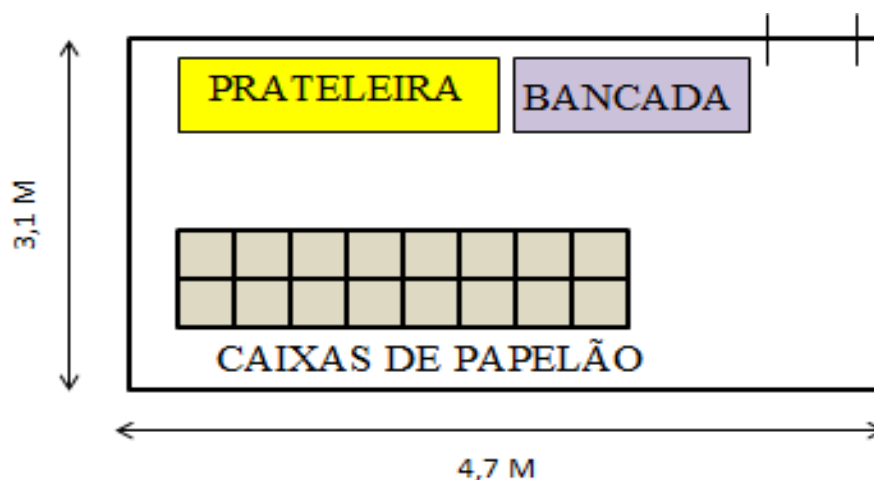 PRATELEIRA
BANCADA
3,1 M
CAIXAS DE PAPELÃO
4,7 M